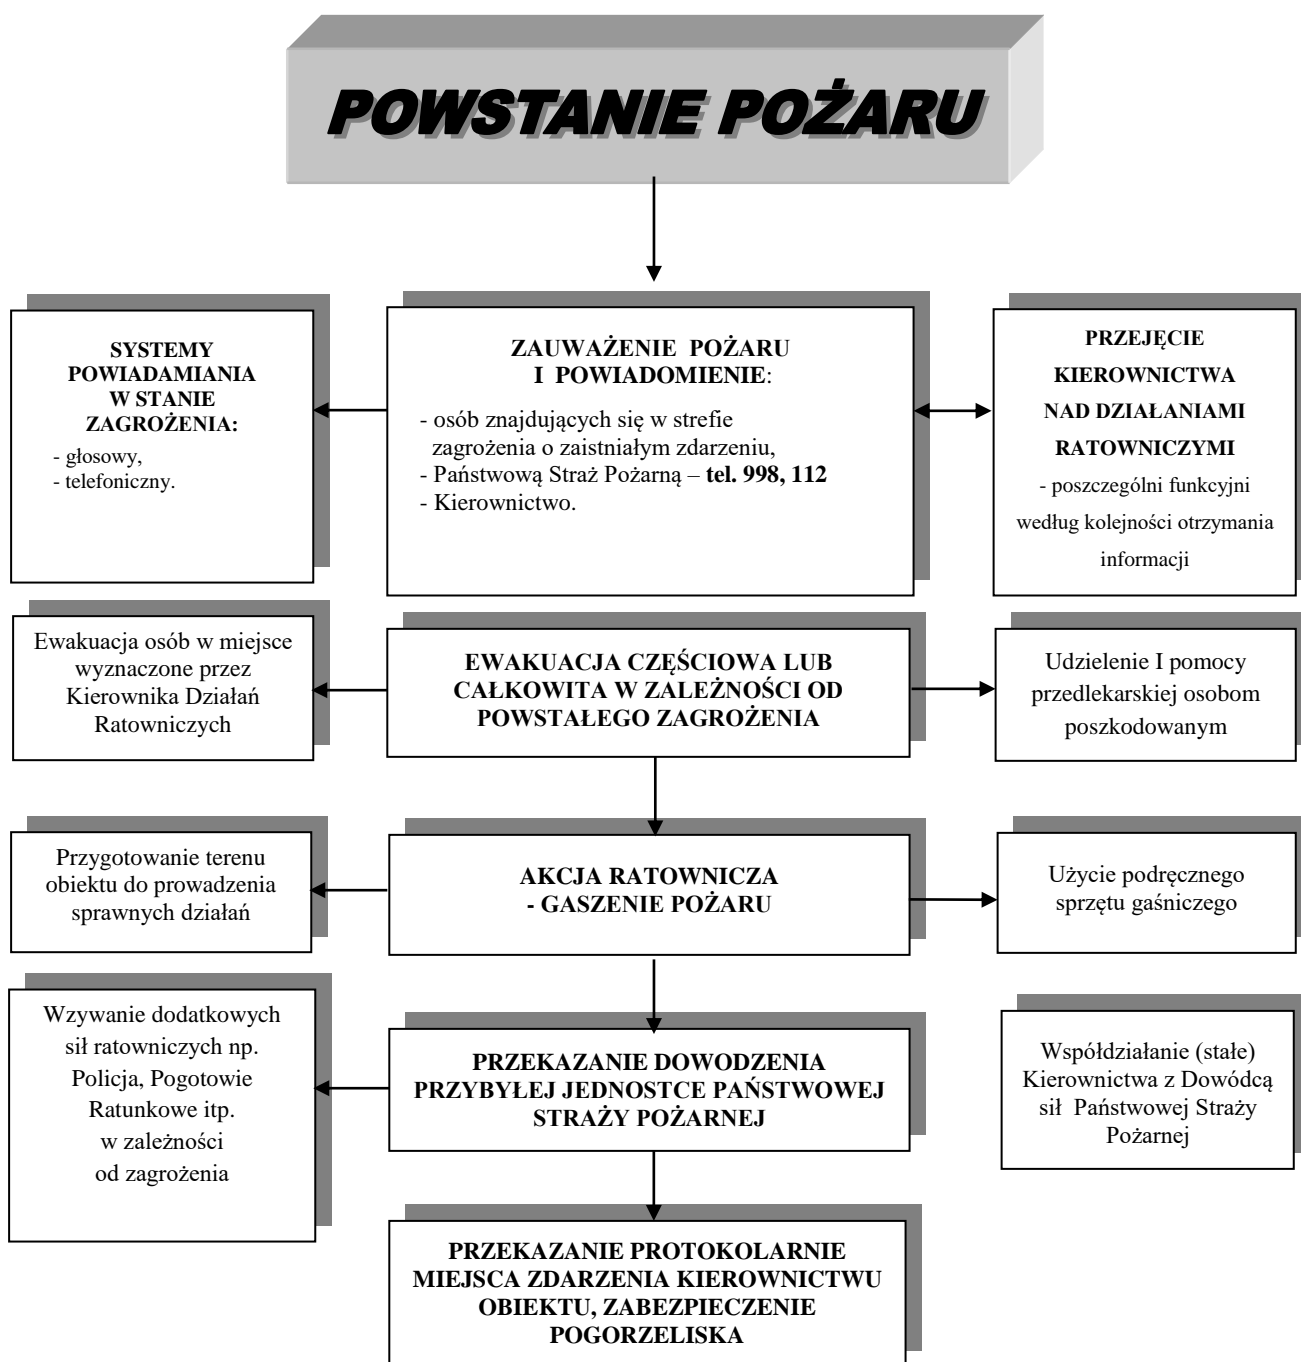 POWSTANIE POŻARU
SYSTEMY
POWIADAMIANIA
W STANIE
ZAGROŻENIA:
- głosowy,
- telefoniczny.
ZAUWAŻENIE POŻARU
I POWIADOMIENIE:
- osób znajdujących się w strefie
zagrożenia o zaistniałym zdarzeniu,
- Państwową Straż Pożarną – tel. 998, 112
- Kierownictwo.
PRZEJĘCIE
KIEROWNICTWA
NAD DZIAŁANIAMI
RATOWNICZYMI
- poszczególni funkcyjni
według kolejności otrzymania
informacji
Ewakuacja osób w miejsce
wyznaczone przez
Kierownika Działań
Ratowniczych
EWAKUACJA CZĘŚCIOWA LUB
CAŁKOWITA W ZALEŻNOŚCI OD
POWSTAŁEGO ZAGROŻENIA
Udzielenie I pomocy
przedlekarskiej osobom
poszkodowanym
Przygotowanie terenu
obiektu do prowadzenia
sprawnych działań
AKCJA RATOWNICZA
- GASZENIE POŻARU
Użycie podręcznego
sprzętu gaśniczego
Wzywanie dodatkowych
sił ratowniczych np.
Policja, Pogotowie
Ratunkowe itp.
w zależności
od zagrożenia
PRZEKAZANIE DOWODZENIA
PRZYBYŁEJ JEDNOSTCE PAŃSTWOWEJ
STRAŻY POŻARNEJ
Współdziałanie (stałe)
Kierownictwa z Dowódcą
sił Państwowej Straży
Pożarnej
PRZEKAZANIE PROTOKOLARNIE
MIEJSCA ZDARZENIA KIEROWNICTWU
OBIEKTU, ZABEZPIECZENIE
POGORZELISKA